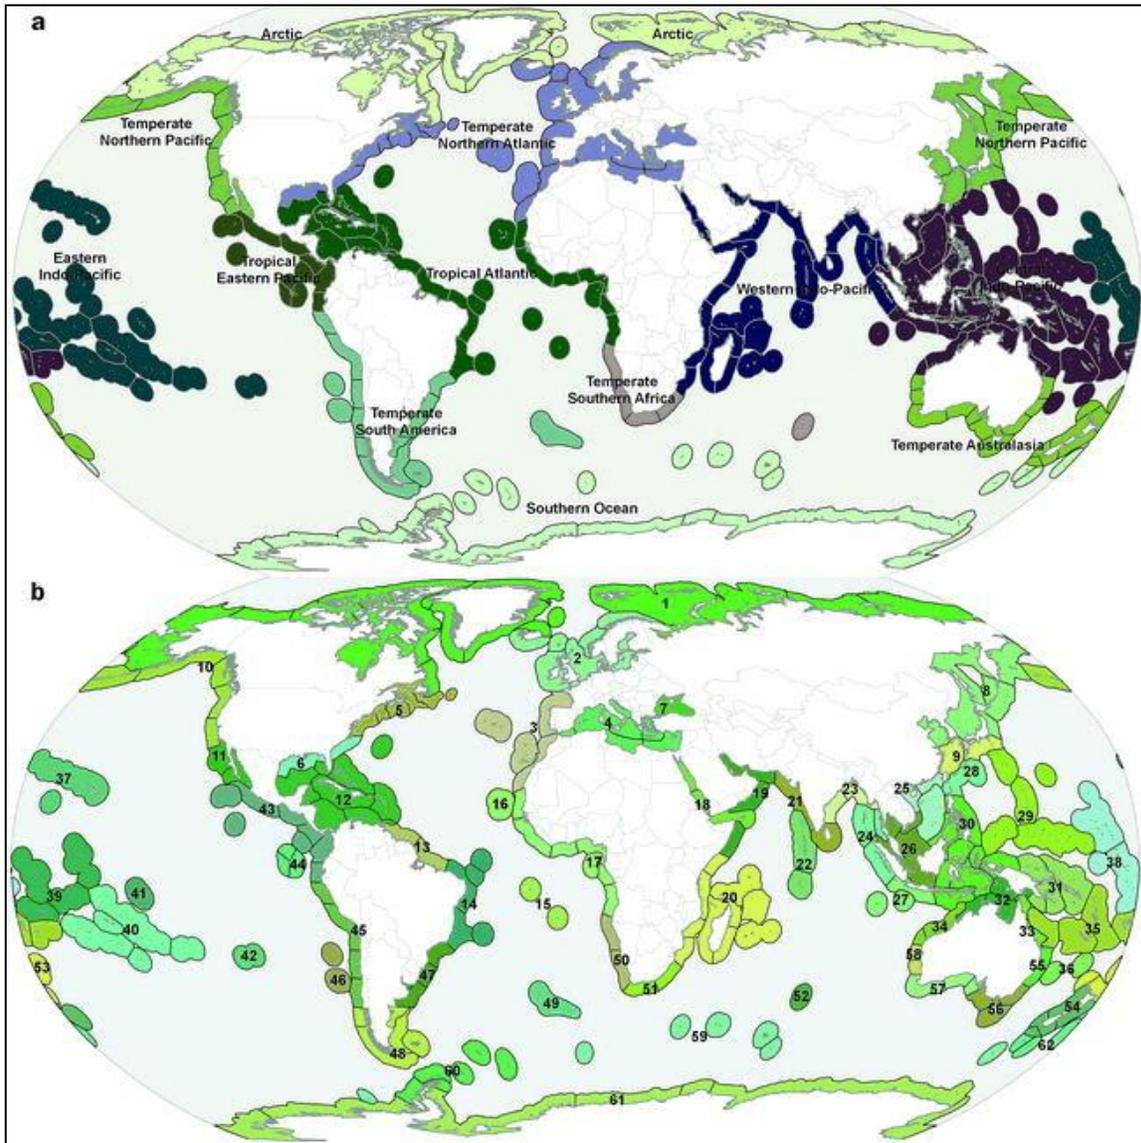 a
Arctic
Arctic
Temperate
Northern Pacific
Temperate
Northern Atlantic
Temperate
Northern Pacific
Eastern
Indo-Pacific
Tropical
Eastern Pacific
Tropical Atlantic
Western Indo-Pacific
Central
Indo-Pacific
Temperate
Southern Africa
Temperate
South America
Temperate Australasia
Southern Ocean
b
1
2
10
3
4
5
7
8
9
11
6
37
43
12
16
18
19
21
23
25
28
24
30
29
13
44
17
22
26
38
39
41
40
14
15
20
27
31
32
42
45
34
33
35
53
46
47
50
51
58
55
36
49
52
57
56
54
48
59
62
60
61